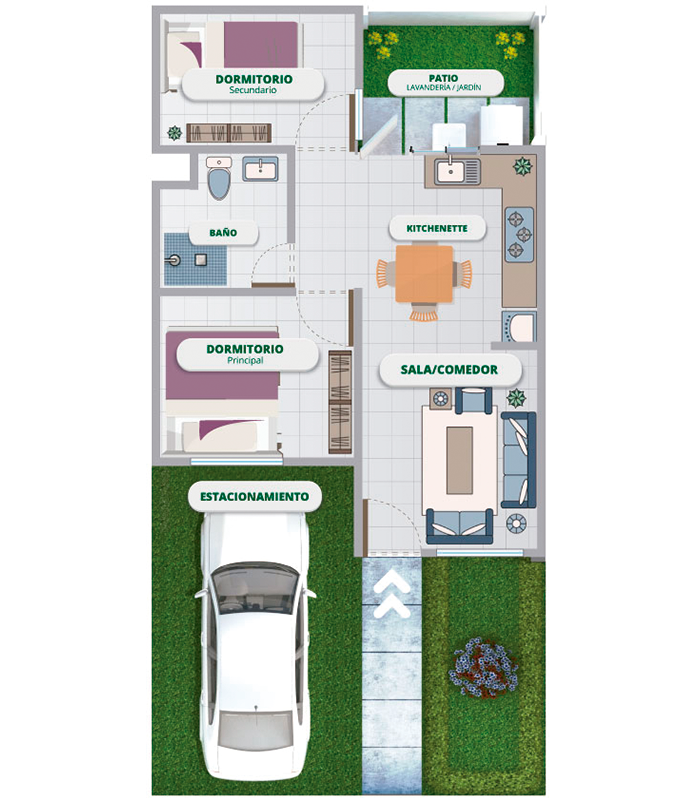 DORMITORIO
Secundario
PATIO
LAVANDERÍA / JARDÍN
BAÑO
KITCHENETTE
DORMITORIO
Principal
SALA/COMEDOR
ESTACIONAMIENTO